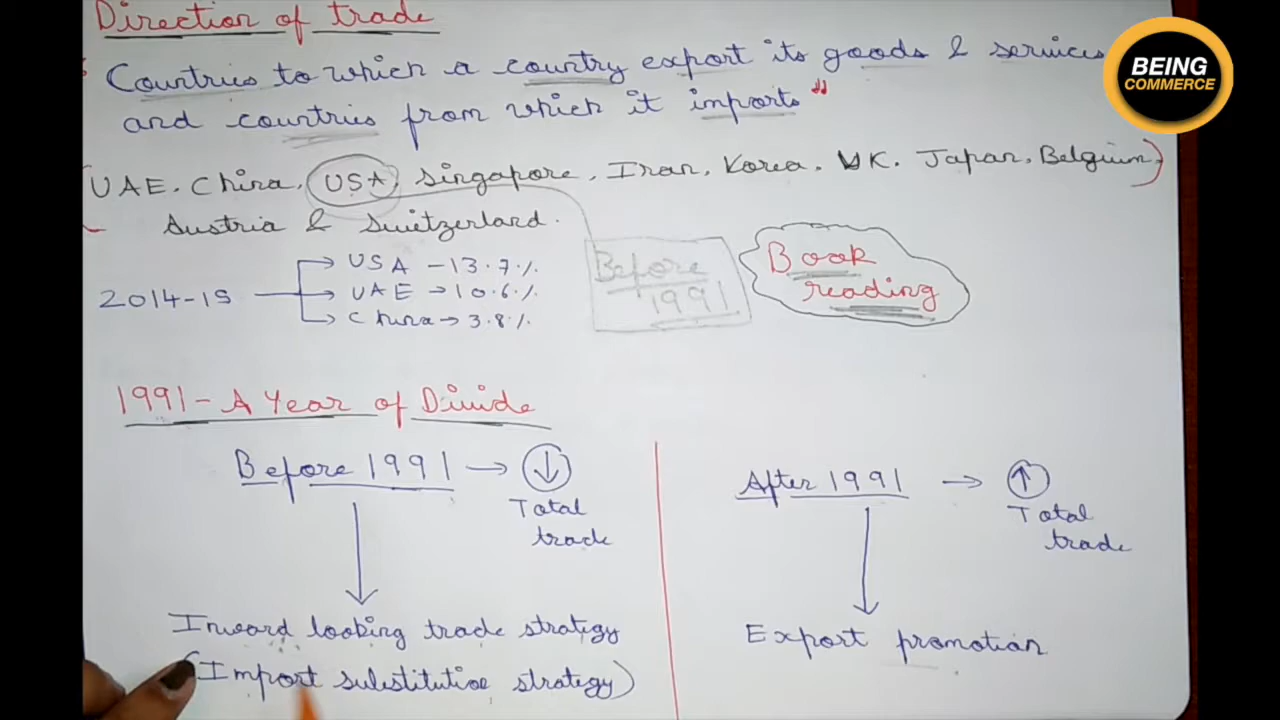 Direction of trade
BEING
COMMERCE
Countries to which a country export its goods & services
and countries from which it imports"
(UAE, China, USA, Singapore, Iran, Korea, UK, Japan, Belgium,)
Austria & Switzerland.
2014-15
USA - 13.7%
UAE → 10.6%
China → 3.8%
Before
1991
Book
reading
1991 - A Year of Divide
Before 1991 → ↓
Total
trade
After 1991 → ↑
Total
trade
Inward looking trade strategy
(Import substitution strategy)
Export promotion